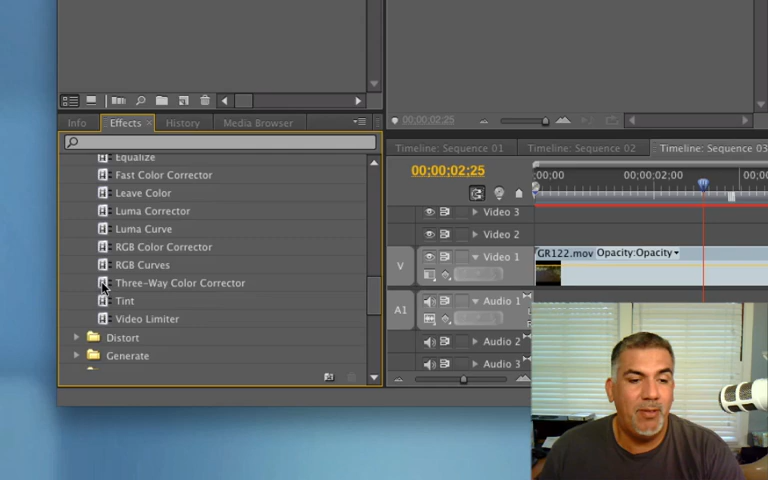 00;00;02;25
Info
Effects
History
Media Browser
Timeline: Sequence 01
Timeline: Sequence 02
Timeline: Sequence 03
Equalize
Fast Color Corrector
Leave Color
Luma Corrector
Luma Curve
RGB Color Corrector
RGB Curves
Three-Way Color Corrector
Tint
Video Limiter
Distort
Generate
00;00;02;25
;00;00
00;00;02;00
00;00
Video 3
Video 2
V
Video 1
GR122.mov Opacity:Opacity
A1
Audio 1
Audio 2
Audio 3